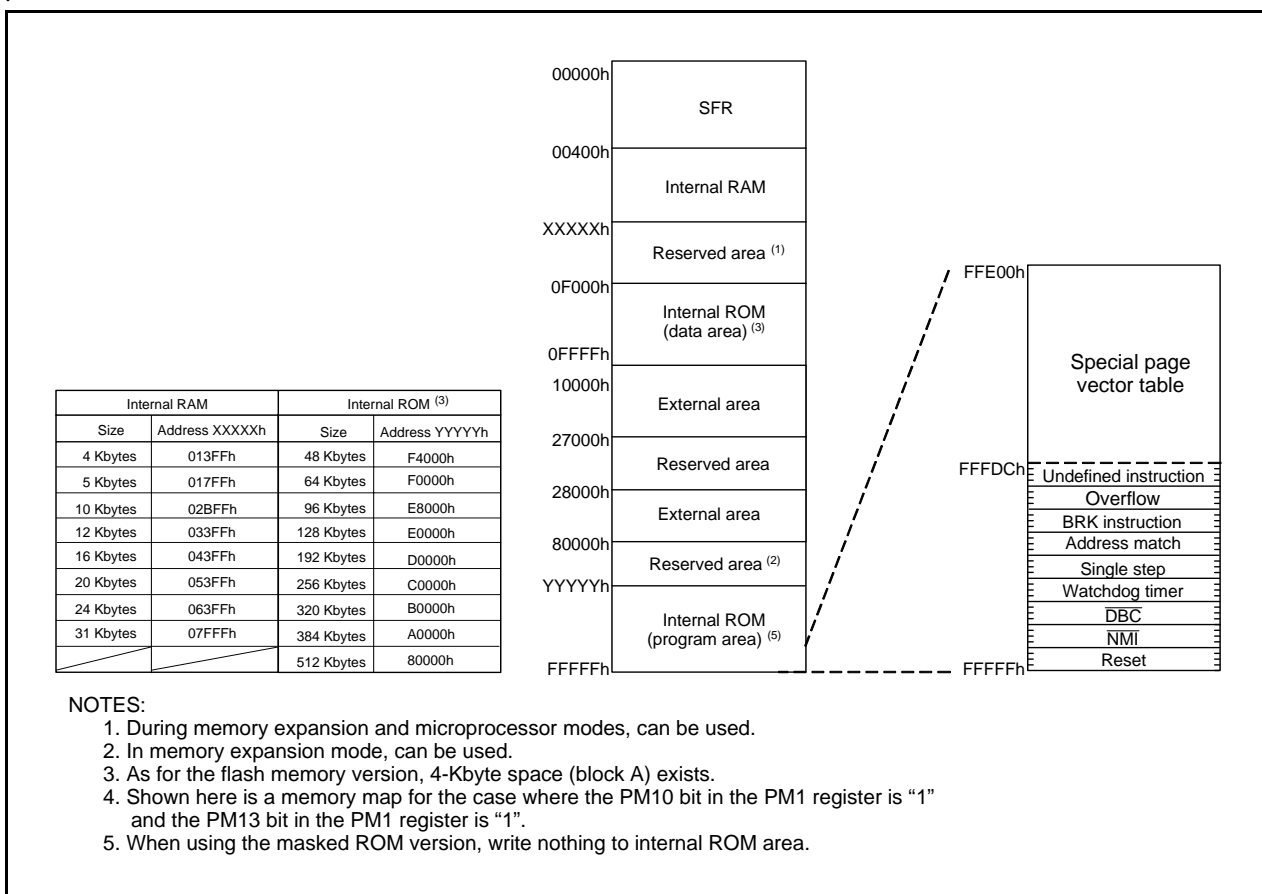 00000h
SFR
00400h
Internal RAM
XXXXXh
Reserved area (1)
0F000h
Internal ROM
(data area) (3)
0FFFFh
10000h
External area
27000h
Reserved area
28000h
External area
80000h
Reserved area (2)
YYYYYh
Internal ROM
(program area) (5)
FFFFFh
FFE00h
Special page
vector table
FFFDCh
Undefined instruction
Overflow
BRK instruction
Address match
Single step
Watchdog timer
DBC
NMI
Reset
FFFFFh
Internal RAM Internal ROM (3)
Size Address XXXXXh Size Address YYYYYh
4 Kbytes 013FFh 48 Kbytes F4000h
5 Kbytes 017FFh 64 Kbytes F0000h
10 Kbytes 02BFFh 96 Kbytes E8000h
12 Kbytes 033FFh 128 Kbytes E0000h
16 Kbytes 043FFh 192 Kbytes D0000h
20 Kbytes 053FFh 256 Kbytes C0000h
24 Kbytes 063FFh 320 Kbytes B0000h
31 Kbytes 07FFFh 384 Kbytes A0000h
512 Kbytes 80000h
NOTES:
1. During memory expansion and microprocessor modes, can be used.
2. In memory expansion mode, can be used.
3. As for the flash memory version, 4-Kbyte space (block A) exists.
4. Shown here is a memory map for the case where the PM10 bit in the PM1 register is “1”
and the PM13 bit in the PM1 register is “1”.
5. When using the masked ROM version, write nothing to internal ROM area.